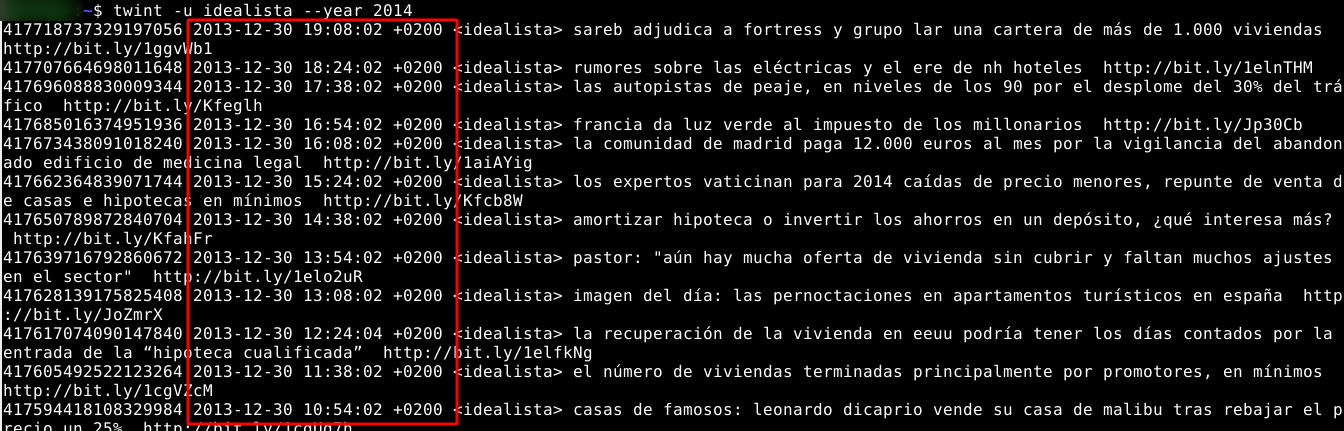 ~$ twint -u idealista --year 2014
417718737329197056 2013-12-30 19:08:02 +0200 <idealista> sareb adjudica a fortress y grupo lar una cartera de más de 1.000 viviendas
http://bit.ly/1ggvWb1
417707664698011648 2013-12-30 18:24:02 +0200 <idealista> rumores sobre las eléctricas y el ere de nh hoteles  http://bit.ly/1elnTHM
417696088830009344 2013-12-30 17:38:02 +0200 <idealista> las autopistas de peaje, en niveles de los 90 por el desplome del 30% del trá
fico  http://bit.ly/Kfeglh
417685016374951936 2013-12-30 16:54:02 +0200 <idealista> francia da luz verde al impuesto de los millonarios  http://bit.ly/Jp30Cb
417673438091018240 2013-12-30 16:08:02 +0200 <idealista> la comunidad de madrid paga 12.000 euros al mes por la vigilancia del abandon
ado edificio de medicina legal  http://bit.ly/1aiAYig
417662364839071744 2013-12-30 15:24:02 +0200 <idealista> los expertos vaticinan para 2014 caídas de precio menores, repunte de venta d
e casas e hipotecas en mínimos  http://bit.ly/Kfcb8W
417650789872840704 2013-12-30 14:38:02 +0200 <idealista> amortizar hipoteca o invertir los ahorros en un depósito, ¿qué interesa más?
http://bit.ly/KfahFr
417639716792860672 2013-12-30 13:54:02 +0200 <idealista> pastor: "aún hay mucha oferta de vivienda sin cubrir y faltan muchos ajustes
en el sector"  http://bit.ly/1elo2uR
417628139175825408 2013-12-30 13:08:02 +0200 <idealista> imagen del día: las pernoctaciones en apartamentos turísticos en españa  http
://bit.ly/JoZmrX
417617074090147840 2013-12-30 12:24:04 +0200 <idealista> la recuperación de la vivienda en eeuu podría tener los días contados por la
entrada de la “hipoteca cualificada”  http://bit.ly/1elfkNg
417605492522123264 2013-12-30 11:38:02 +0200 <idealista> el número de viviendas terminadas principalmente por promotores, en mínimos
http://bit.ly/1cgVZcM
417594418108329984 2013-12-30 10:54:02 +0200 <idealista> casas de famosos: leonardo dicaprio vende su casa de malibu tras rebajar el p
recio un 25%